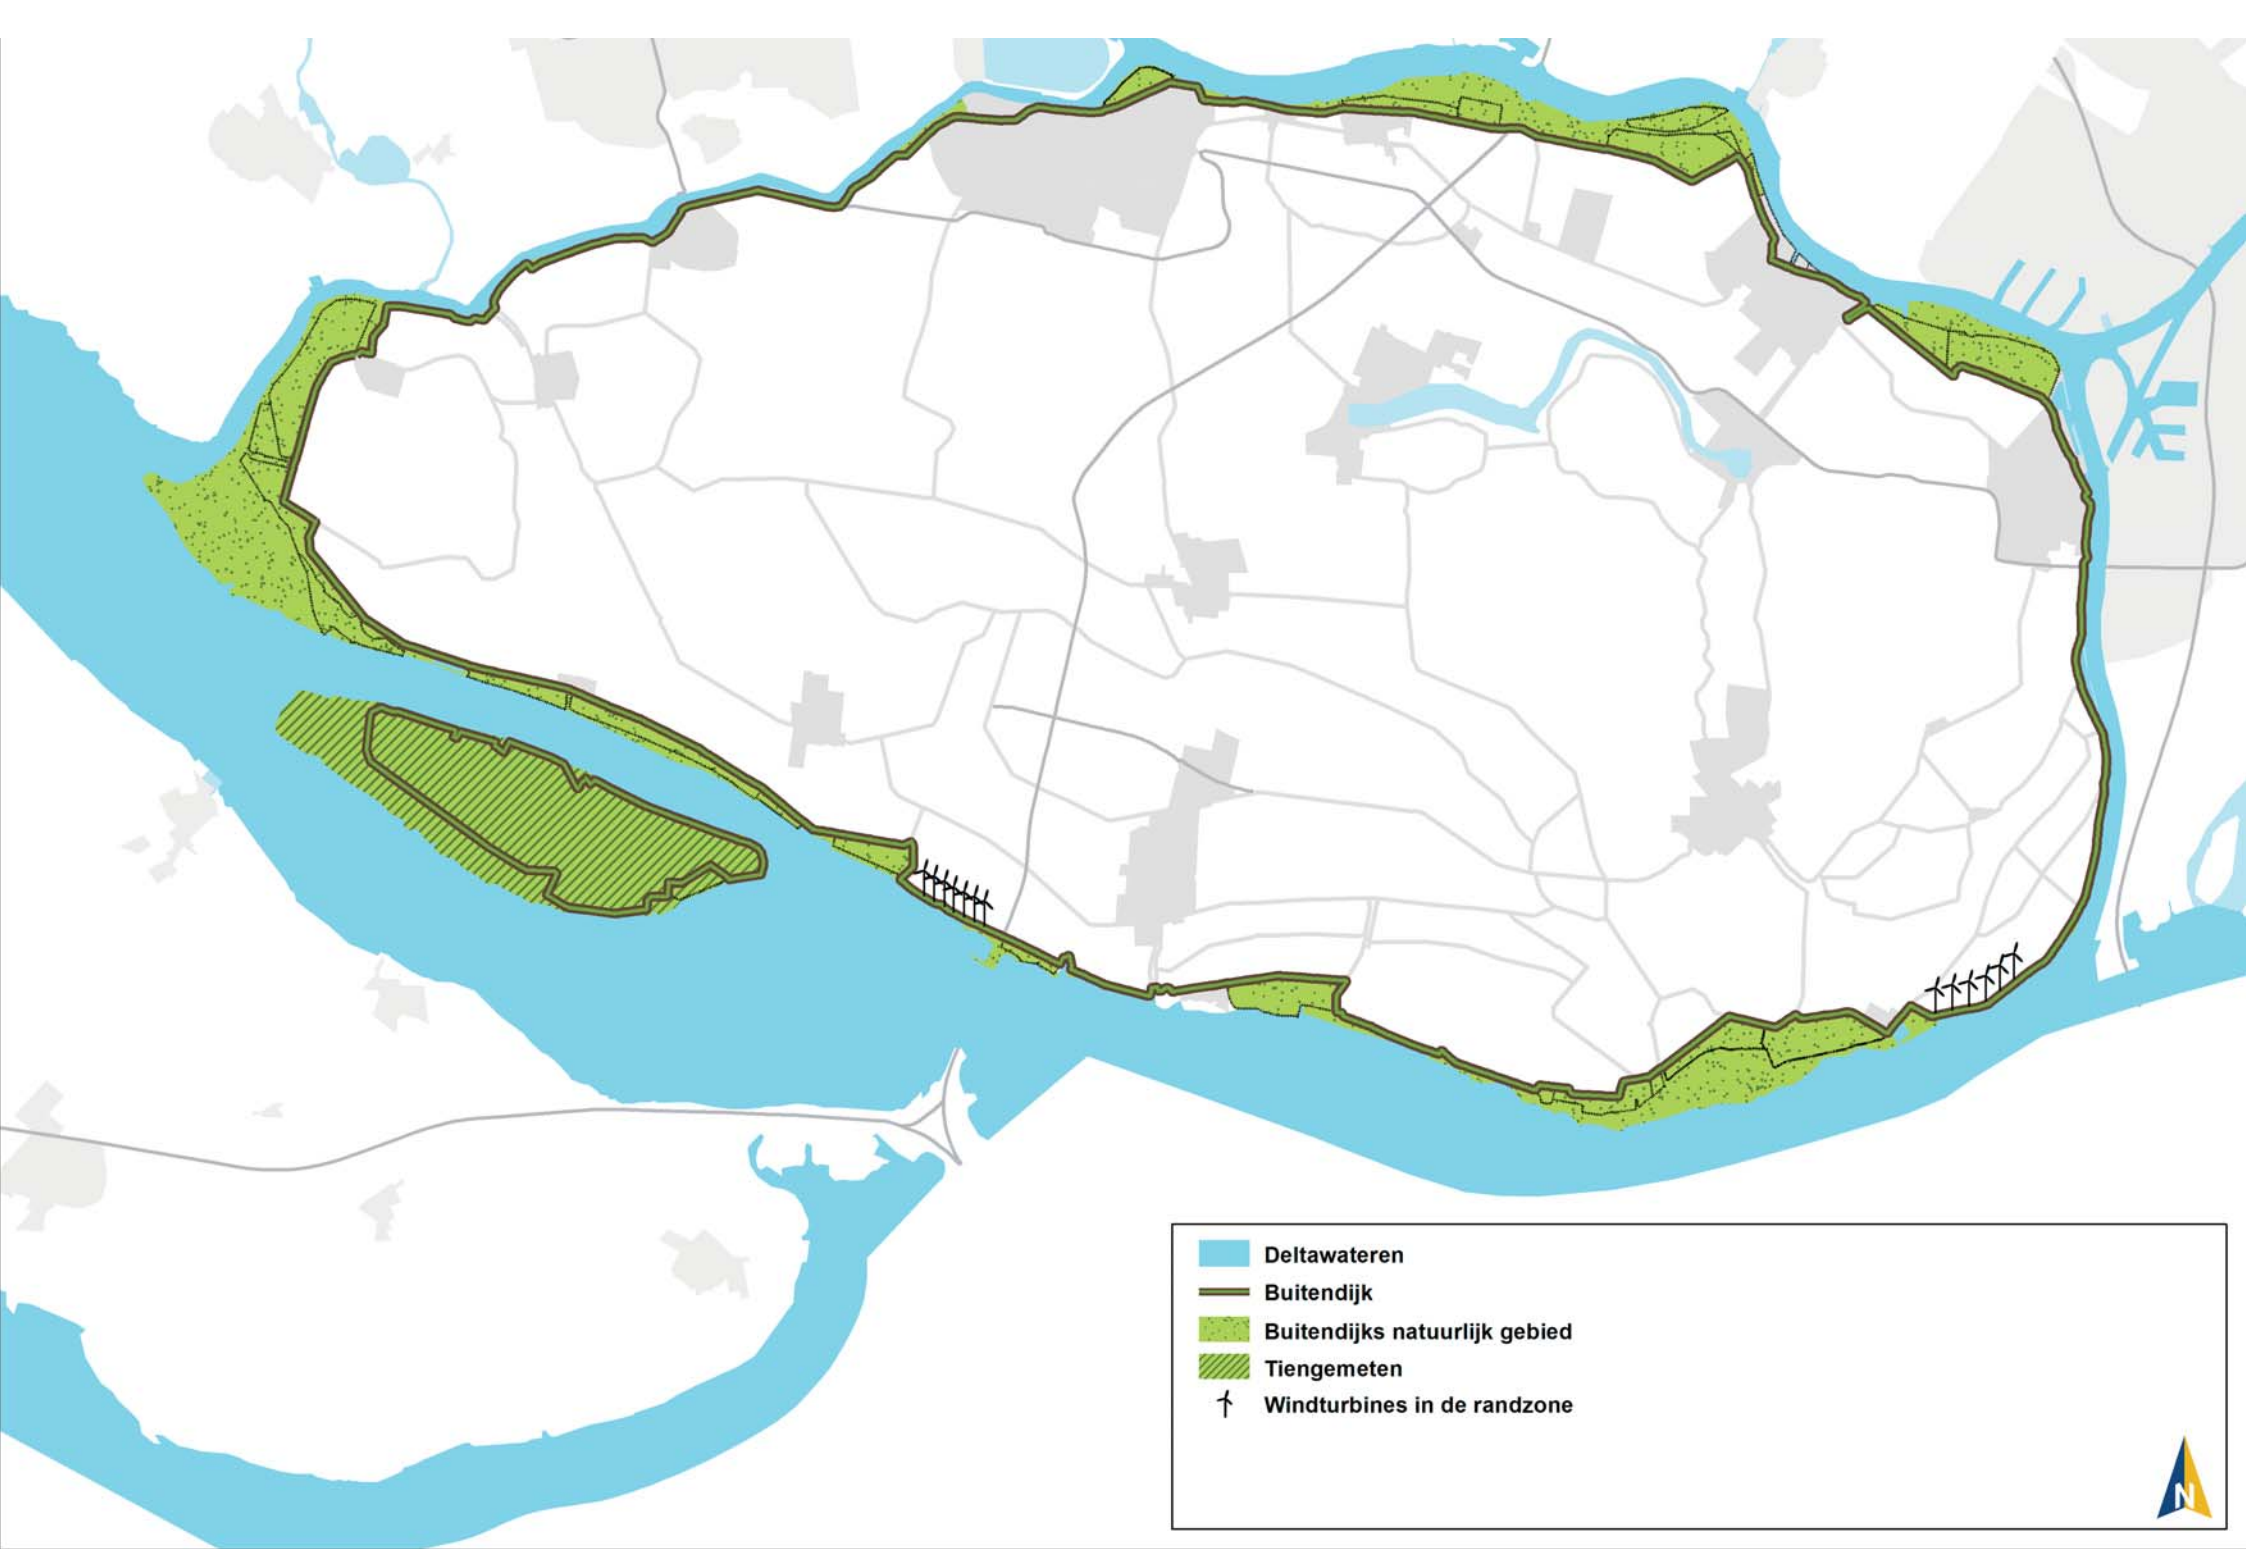 Deltawateren
Buitendijk
Buitendijks natuurlijk gebied
Tiengemeten
Windturbines in de randzone
N